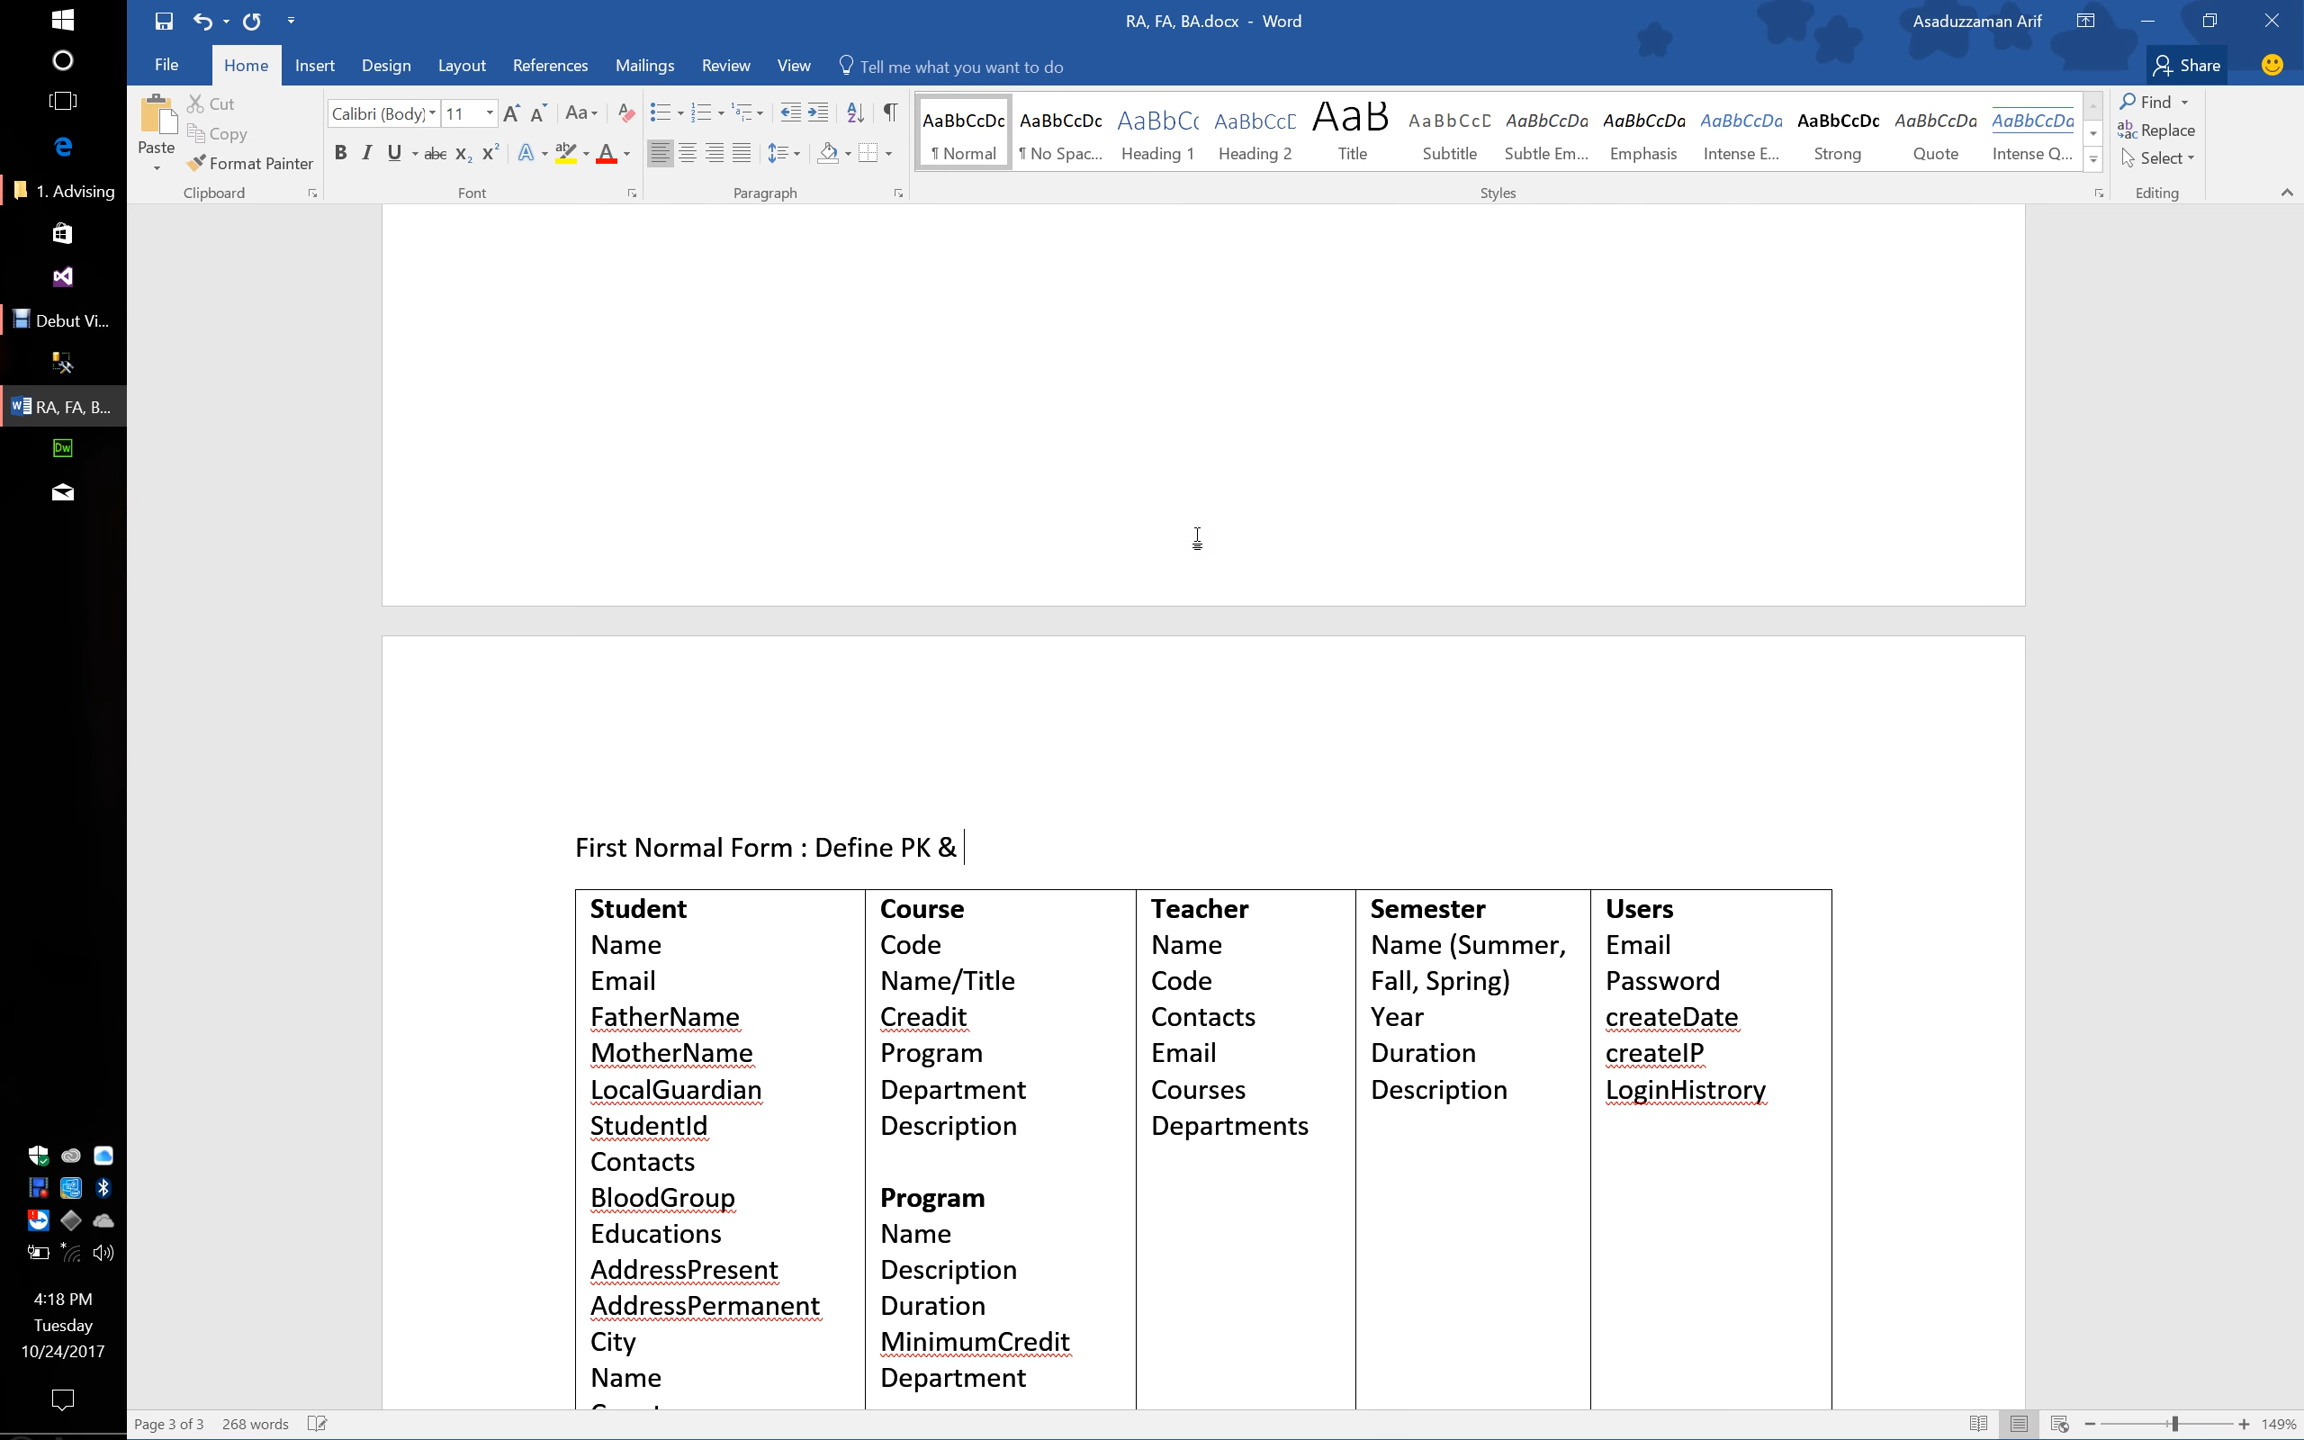 RA, FA, BA.docx - Word
Asaduzzaman Arif
File Home Insert Design Layout References Mailings Review View Tell me what you want to do
Share
Paste
Cut
Copy
Format Painter
Clipboard
Calibri (Body) 11
Font
Paragraph
AaBbCcDc AaBbCcDc AaBbCc AaBbCcE AaB AaBbCcD AaBbCcDa AaBbCcDa AaBbCcDa AaBbCcDc AaBbCcDa AaBbCcDa
¶ Normal ¶ No Spac... Heading 1 Heading 2 Title Subtitle Subtle Em... Emphasis Intense E... Strong Quote Intense Q...
Styles
Find
Replace
Select
Editing
1. Advising
Debut Vi...
RA, FA, B...
Dw
4:18 PM
Tuesday
10/24/2017
First Normal Form : Define PK &
Student
Name
Email
FatherName
MotherName
LocalGuardian
StudentId
Contacts
BloodGroup
Educations
AddressPresent
AddressPermanent
City
Name
Course
Code
Name/Title
Creadit
Program
Department
Description
Program
Name
Description
Duration
MinimumCredit
Department
Teacher
Name
Code
Contacts
Email
Courses
Departments
Semester
Name (Summer,
Fall, Spring)
Year
Duration
Description
Users
Email
Password
createDate
createIP
LoginHistrory
Page 3 of 3 268 words
149%